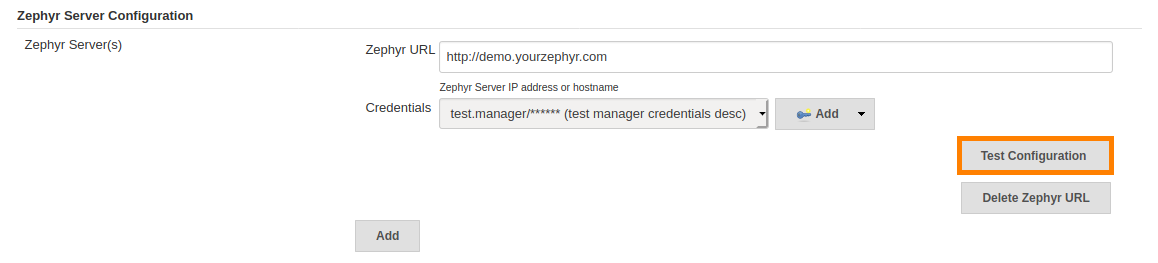 Zephyr Server Configuration
Zephyr Server(s)
Zephyr URL
http://demo.yourzephyr.com
Zephyr Server IP address or hostname
Credentials
test.manager/****** (test manager credentials desc)
Add
Test Configuration
Delete Zephyr URL
Add